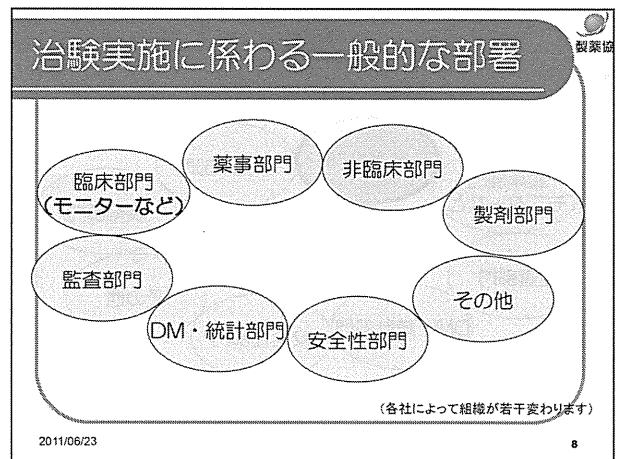 治験実施に係わる一般的な部署
製薬協
薬事部門
非臨床部門
臨床部門
(モニターなど)
製剤部門
監査部門
その他
DM・統計部門
安全性部門
(各社によって組織が若干変わります)
2011/06/23
8